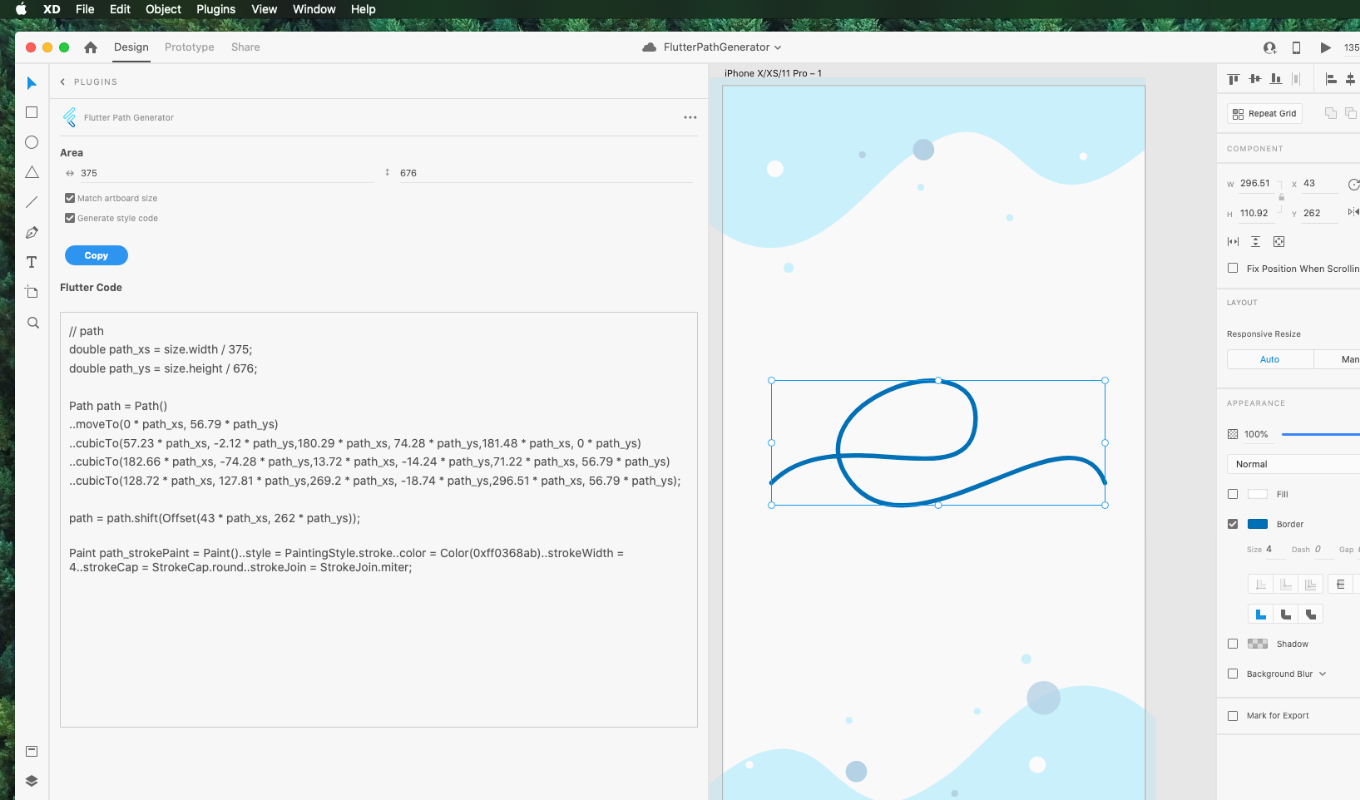 XD File Edit Object Plugins View Window Help
Design Prototype Share
FlutterPathGenerator
135
PLUGINS
Flutter Path Generator
Area
375 676
Match artboard size
Generate style code
Copy
Flutter Code
// path
double path_xs = size.width / 375;
double path_ys = size.height / 676;
Path path = Path()
..moveTo(0 * path_xs, 56.79 * path_ys)
..cubicTo(57.23 * path_xs, -2.12 * path_ys,180.29 * path_xs, 74.28 * path_ys,181.48 * path_xs, 0 * path_ys)
..cubicTo(182.66 * path_xs, -74.28 * path_ys,13.72 * path_xs, -14.24 * path_ys,71.22 * path_xs, 56.79 * path_ys)
..cubicTo(128.72 * path_xs, 127.81 * path_ys,269.2 * path_xs, -18.74 * path_ys,296.51 * path_xs, 56.79 * path_ys);
path = path.shift(Offset(43 * path_xs, 262 * path_ys));
Paint path_strokePaint = Paint()..style = PaintingStyle.stroke..color = Color(0xff0368ab)..strokeWidth =
4..strokeCap = StrokeCap.round..strokeJoin = StrokeJoin.miter;
iPhone X/XS/11 Pro – 1
Repeat Grid
COMPONENT
W 296.51 X 43
H 110.92 Y 262
Fix Position When Scrollin
LAYOUT
Responsive Resize
Auto Man
APPEARANCE
100%
Normal
Fill
Border
Size 4 Dash 0 Gap
Shadow
Background Blur
Mark for Export